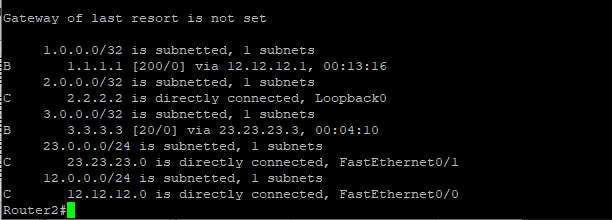 Gateway of last resort is not set
1.0.0.0/32 is subnetted, 1 subnets
B 1.1.1.1 [200/0] via 12.12.12.1, 00:13:16
2.0.0.0/32 is subnetted, 1 subnets
C 2.2.2.2 is directly connected, Loopback0
3.0.0.0/32 is subnetted, 1 subnets
B 3.3.3.3 [20/0] via 23.23.23.3, 00:04:10
23.0.0.0/24 is subnetted, 1 subnets
C 23.23.23.0 is directly connected, FastEthernet0/1
12.0.0.0/24 is subnetted, 1 subnets
C 12.12.12.0 is directly connected, FastEthernet0/0
Router2#